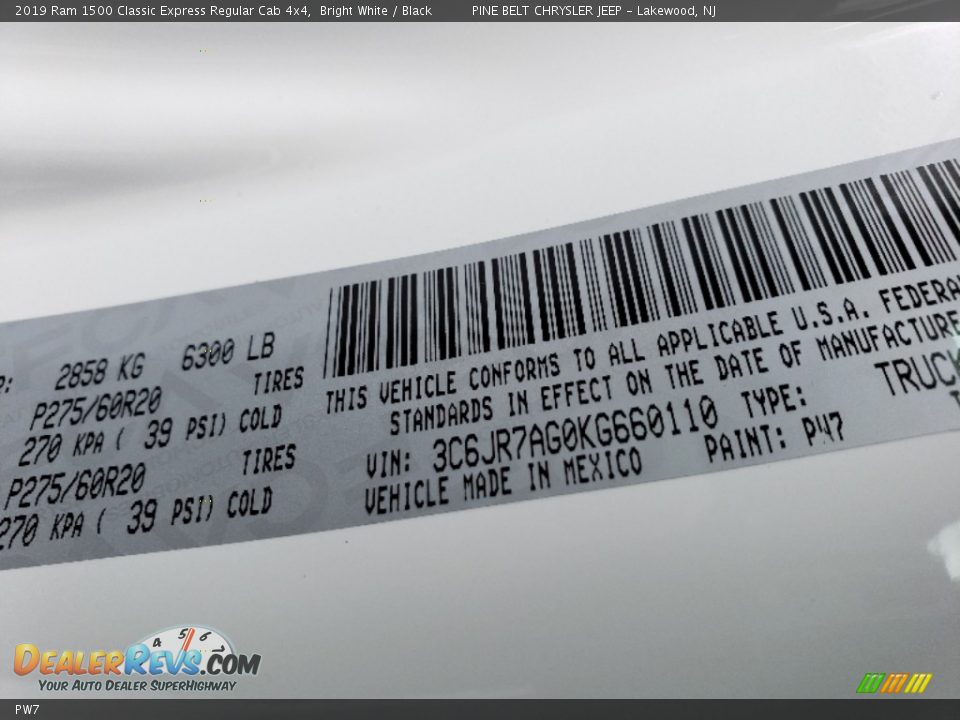 2019 Ram 1500 Classic Express Regular Cab 4x4, Bright White / Black PINE BELT CHRYSLER JEEP – Lakewood, NJ
2858 KG 6300 LB
P275/60R20 TIRES
270 KPA ( 39 PSI) COLD
P275/60R20 TIRES
270 KPA ( 39 PSI) COLD
THIS VEHICLE CONFORMS TO ALL APPLICABLE U.S.A. FEDERA
STANDARDS IN EFFECT ON THE DATE OF MANUFACTURE
VIN: 3C6JR7AG0KG660110 TYPE: TRUCK
VEHICLE MADE IN MEXICO PAINT: PW7
4 5 6
DEALERREVS.COM
YOUR AUTO DEALER SUPERHIGHWAY
PW7